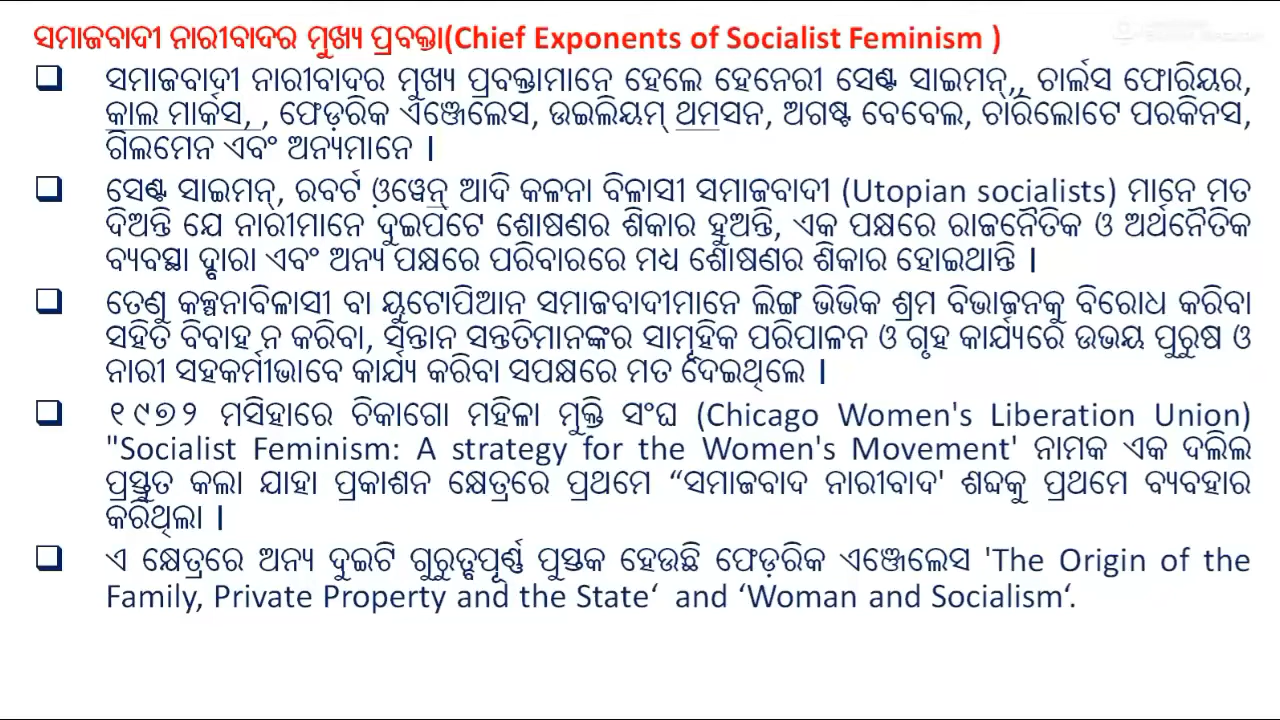 ସମାଜବାଦୀ ନାରୀବାଦର ମୁଖ୍ୟ ପ୍ରବକ୍ତା(Chief Exponents of Socialist Feminism )
ସମାଜବାଦୀ ନାରୀବାଦର ମୁଖ୍ୟ ପ୍ରବକ୍ତାମାନେ ହେଲେ ହେନେରୀ ସେଣ୍ଟ ସାଇମନ୍,, ଚାର୍ଲସ ଫୋରିୟର,
କାଲ ମାର୍କସ, , ଫେଡ଼ରିକ ଏଞ୍ଜେଲେସ, ଉଇଲିୟମ୍ ଥମସନ, ଅଗଷ୍ଟ ବେବେଲ, ଚାରିଲୋଟେ ପରକିନସ,
ଗିଲମେନ ଏବଂ ଅନ୍ୟମାନେ ।
ସେଣ୍ଟ ସାଇମନ୍, ରବର୍ଟ ଓ୍ୱେନ୍ ଆଦି କଳନା ବିଳାସୀ ସମାଜବାଦୀ (Utopian socialists) ମାନେ ମତ
ଦିଅନ୍ତି ଯେ ନାରୀମାନେ ଦୁଇପଟେ ଶୋଷଣର ଶିକାର ହୁଅନ୍ତି, ଏକ ପକ୍ଷରେ ରାଜନୈତିକ ଓ ଅର୍ଥନୈତିକ
ବ୍ୟବସ୍ଥା ଦ୍ବାରା ଏବଂ ଅନ୍ୟ ପକ୍ଷରେ ପରିବାରରେ ମଧ୍ୟ ଶୋଷଣର ଶିକାର ହୋଇଥାନ୍ତି ।
ତେଣୁ କଳ୍ପନାବିଳାସୀ ବା ୟୁଟୋପିଆନ ସମାଜବାଦୀମାନେ ଲିଙ୍ଗ ଭିଭିକ ଶ୍ରମ ବିଭାଜନକୁ ବିରୋଧ କରିବା
ସହିତ ବିବାହ ନ କରିବା, ସନ୍ତାନ ସନ୍ତତିମାନଙ୍କର ସାମୂହିକ ପରିପାଳନ ଓ ଗୃହ କାର୍ଯ୍ୟରେ ଉଭୟ ପୁରୁଷ ଓ
ନାରୀ ସହକର୍ମୀଭାବେ କାର୍ଯ୍ୟ କରିବା ସପକ୍ଷରେ ମତ ଦେଇଥିଲେ ।
୧୯୭୨ ମସିହାରେ ଚିକାଗୋ ମହିଳା ମୁକ୍ତି ସଂଘ (Chicago Women's Liberation Union)
"Socialist Feminism: A strategy for the Women's Movement' ନାମକ ଏକ ଦଲିଲ
ପ୍ରସ୍ତୁତ କଲା ଯାହା ପ୍ରକାଶନ କ୍ଷେତ୍ରରେ ପ୍ରଥମେ “ସମାଜବାଦ ନାରୀବାଦ' ଶବ୍ଦକୁ ପ୍ରଥମେ ବ୍ୟବହାର
କରିଥିଲା ।
ଏ କ୍ଷେତ୍ରରେ ଅନ୍ୟ ଦୁଇଟି ଗୁରୁତ୍ବପୂର୍ଣ୍ଣ ପୁସ୍ତକ ହେଉଛି ଫେଡ଼ରିକ ଏଞ୍ଜେଲେସ 'The Origin of the
Family, Private Property and the State‘ and ‘Woman and Socialism‘.